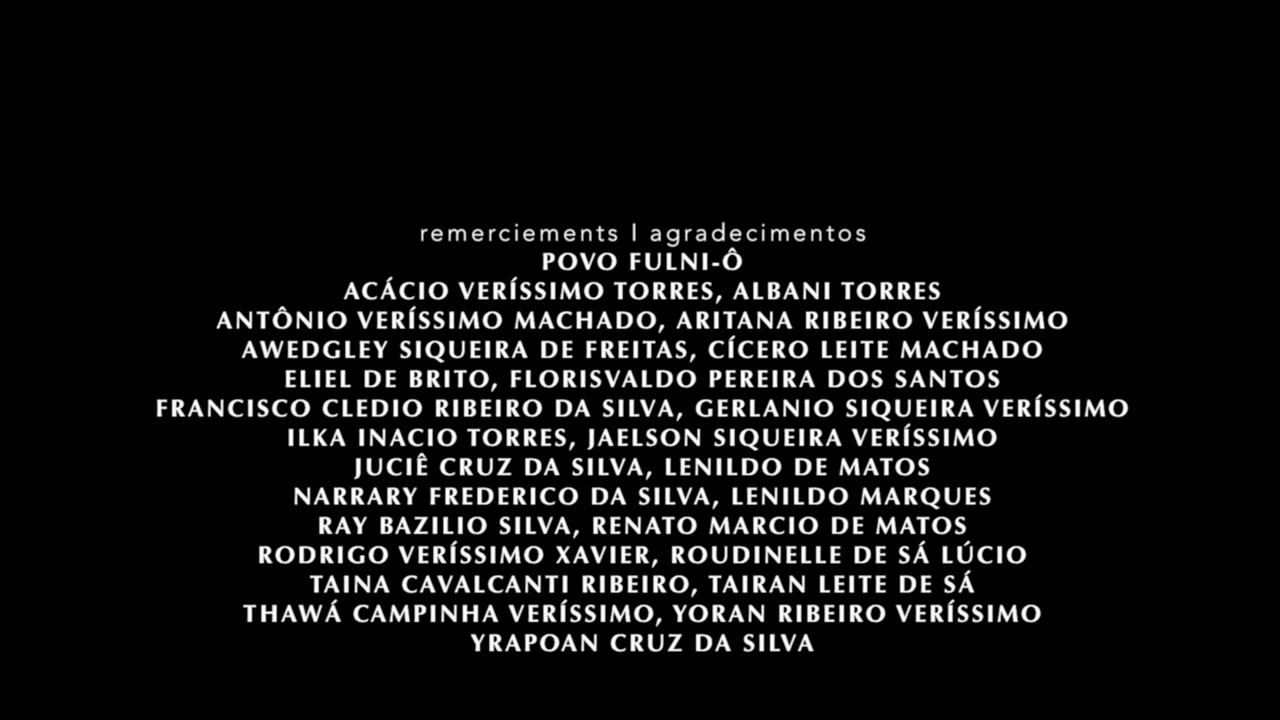 remerciements | agradecimentos
POVO FULNI-Ô
ACÁCIO VERÍSSIMO TORRES, ALBANI TORRES
ANTÔNIO VERÍSSIMO MACHADO, ARITANA RIBEIRO VERÍSSIMO
AWEDGLEY SIQUEIRA DE FREITAS, CÍCERO LEITE MACHADO
ELIEL DE BRITO, FLORISVALDO PEREIRA DOS SANTOS
FRANCISCO CLEDIO RIBEIRO DA SILVA, GERLANIO SIQUEIRA VERÍSSIMO
ILKA INACIO TORRES, JAELSON SIQUEIRA VERÍSSIMO
JUCIÊ CRUZ DA SILVA, LENILDO DE MATOS
NARRARY FREDERICO DA SILVA, LENILDO MARQUES
RAY BAZILIO SILVA, RENATO MARCIO DE MATOS
RODRIGO VERÍSSIMO XAVIER, ROUDINELLE DE SÁ LÚCIO
TAINA CAVALCANTI RIBEIRO, TAIRAN LEITE DE SÁ
THAWÁ CAMPINHA VERÍSSIMO, YORAN RIBEIRO VERÍSSIMO
YRAPOAN CRUZ DA SILVA